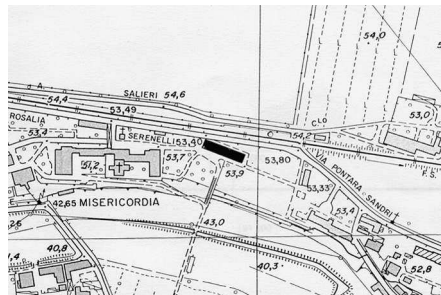 54,0
A
SALIERI 54,6
54,4
53,49
CLO
53,0
ROSALIA
53,4
SERENELLI 53,40
54,2
F.S.
51,2
53,7
53,9
53,80
VIA PONTARA SANDRI
53,33
53,4
42,65 MISERICORDIA
43,0
40,8
40,3
52,8